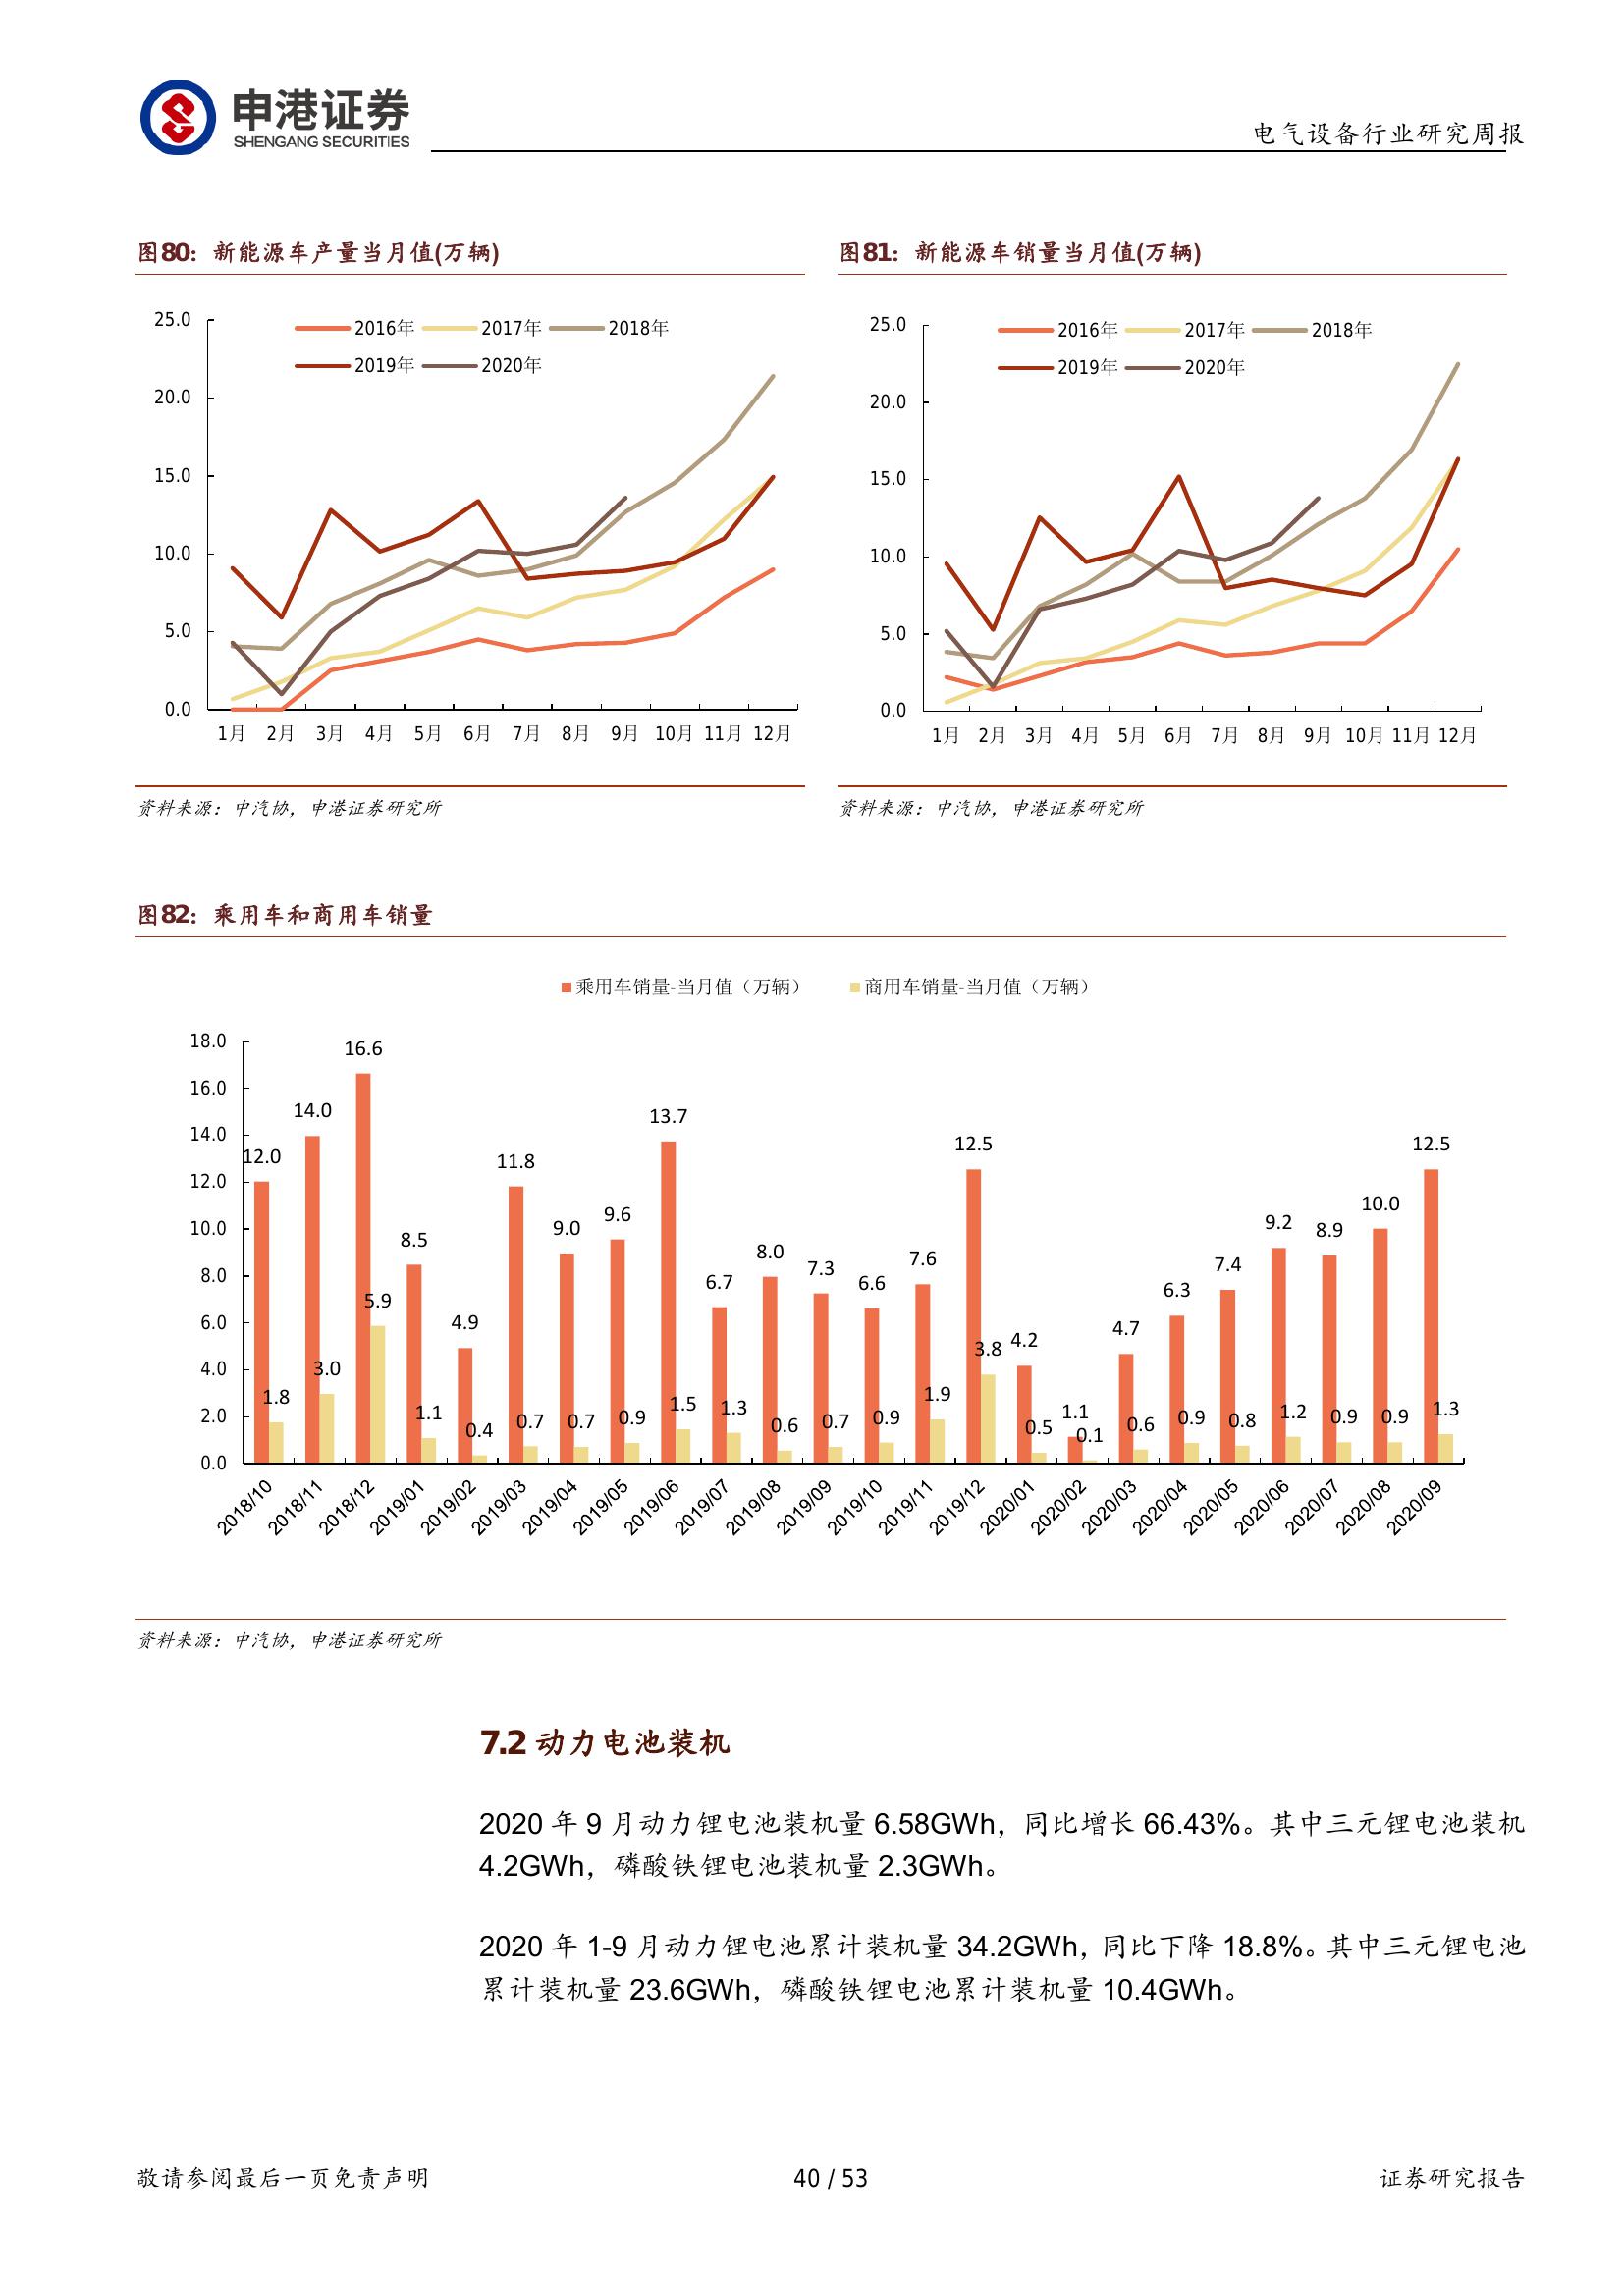 申港证券
SHENGANG SECURITIES
电气设备行业研究周报
图80：新能源车产量当月值(万辆)
2016年 2017年 2018年
2019年 2020年
25.0
20.0
15.0
10.0
5.0
0.0
1月 2月 3月 4月 5月 6月 7月 8月 9月 10月 11月 12月
资料来源：中汽协，申港证券研究所
图81：新能源车销量当月值(万辆)
2016年 2017年 2018年
2019年 2020年
25.0
20.0
15.0
10.0
5.0
0.0
1月 2月 3月 4月 5月 6月 7月 8月 9月 10月 11月 12月
资料来源：中汽协，申港证券研究所
图82：乘用车和商用车销量
乘用车销量-当月值（万辆） 商用车销量-当月值（万辆）
18.0
16.0
14.0
12.0
10.0
8.0
6.0
4.0
2.0
0.0
12.0 14.0 16.6 8.5 4.9 11.8 9.0 9.6 13.7 6.7 8.0 7.3 6.6 7.6 12.5 4.2 1.1 4.7 6.3 7.4 9.2 8.9 10.0 12.5
1.8 3.0 5.9 1.1 0.4 0.7 0.7 0.9 1.5 1.3 0.6 0.7 0.9 1.9 3.8 0.5 0.1 0.6 0.9 0.8 1.2 0.9 0.9 1.3
2018/10 2018/11 2018/12 2019/01 2019/02 2019/03 2019/04 2019/05 2019/06 2019/07 2019/08 2019/09 2019/10 2019/11 2019/12 2020/01 2020/02 2020/03 2020/04 2020/05 2020/06 2020/07 2020/08 2020/09
资料来源：中汽协，申港证券研究所
7.2 动力电池装机
2020 年 9 月动力锂电池装机量 6.58GWh，同比增长 66.43%。其中三元锂电池装机
4.2GWh，磷酸铁锂电池装机量 2.3GWh。
2020 年 1-9 月动力锂电池累计装机量 34.2GWh，同比下降 18.8%。其中三元锂电池
累计装机量 23.6GWh，磷酸铁锂电池累计装机量 10.4GWh。
敬请参阅最后一页免责声明
40 / 53
证券研究报告